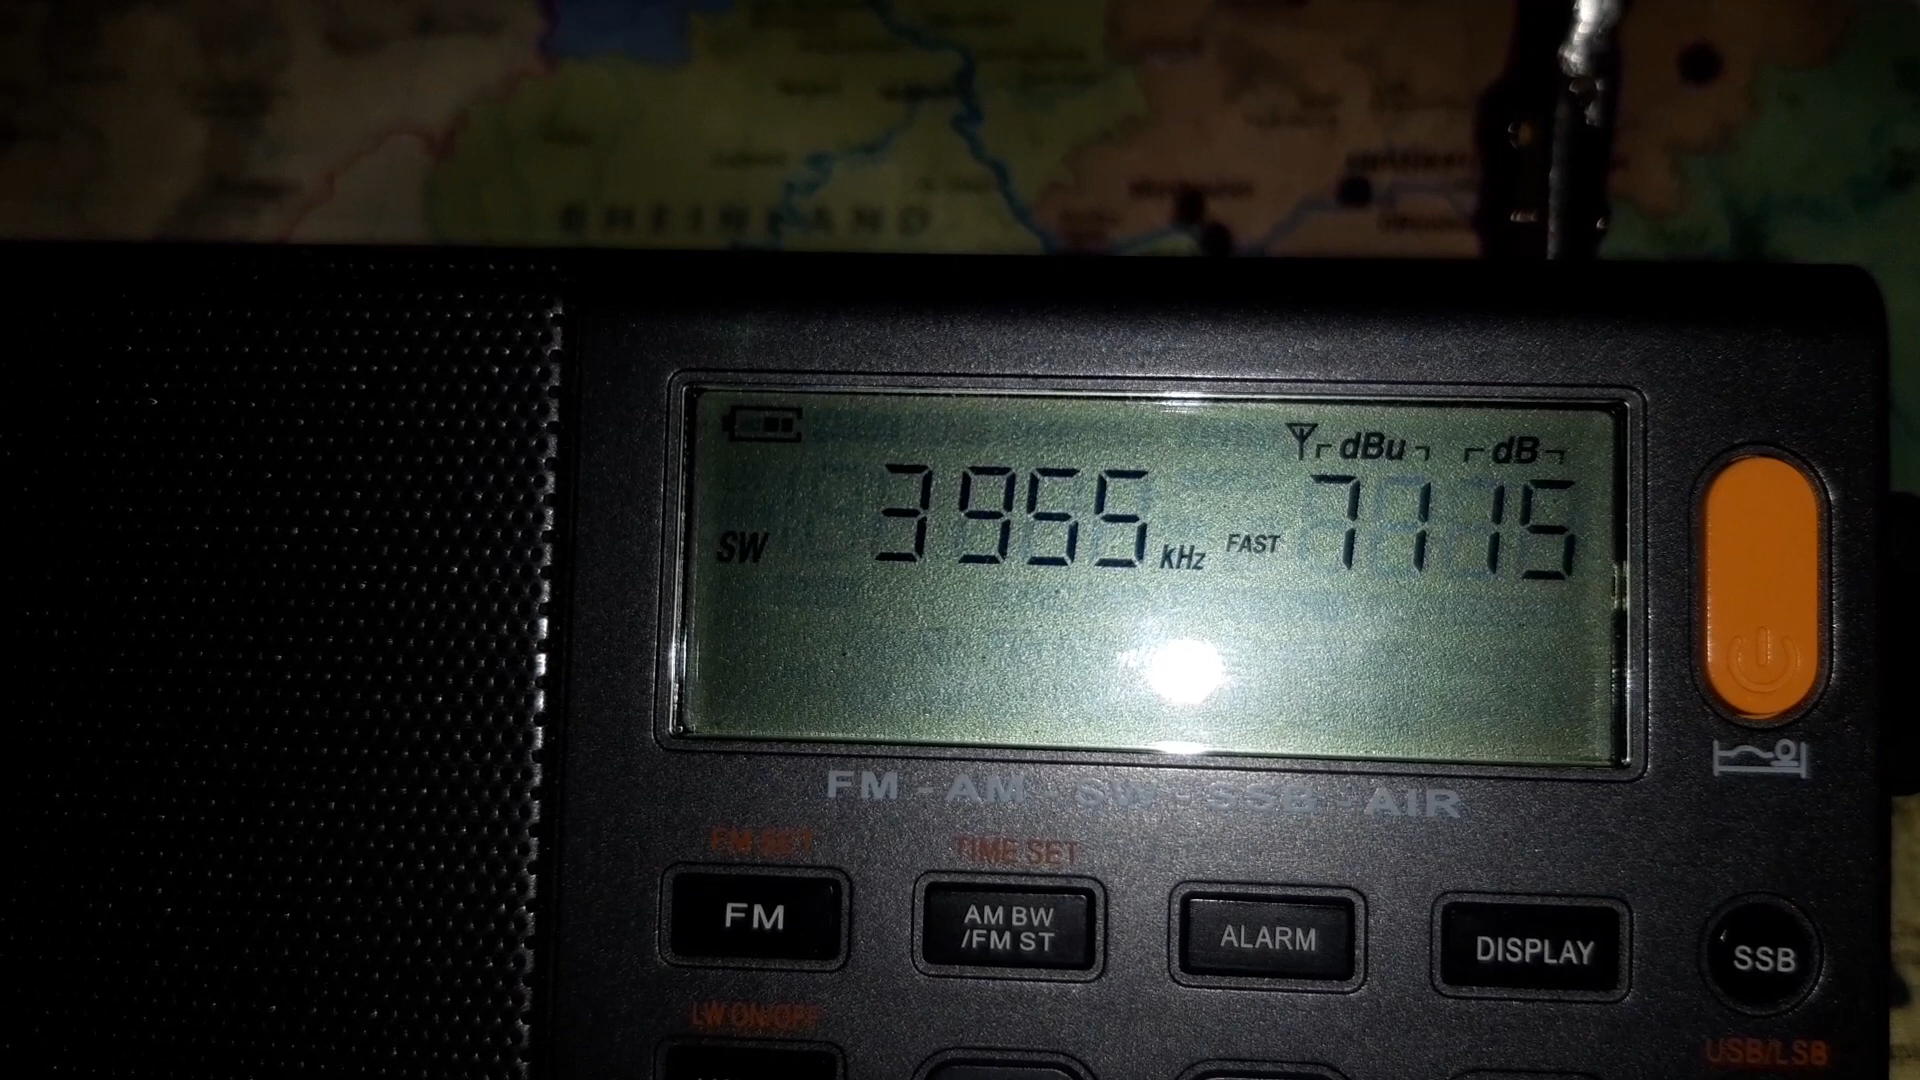 RHEINLAND
dBu dB
SW 3955 kHz FAST 7115
FM - AM - SW - SSB - AIR
FM SET TIME SET
FM AM BW /FM ST ALARM DISPLAY SSB
LW ON/OFF USB/LSB